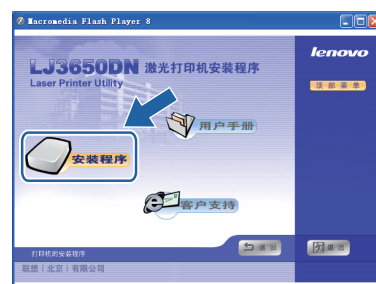 Macromedia Flash Player 8
lenovo
LJ3650DN 激光打印机安装程序
Laser Printer Utility
顶部菜单
用户手册
安装程序
客户支持
打印机的安装程序
返回
退出
联想（北京）有限公司